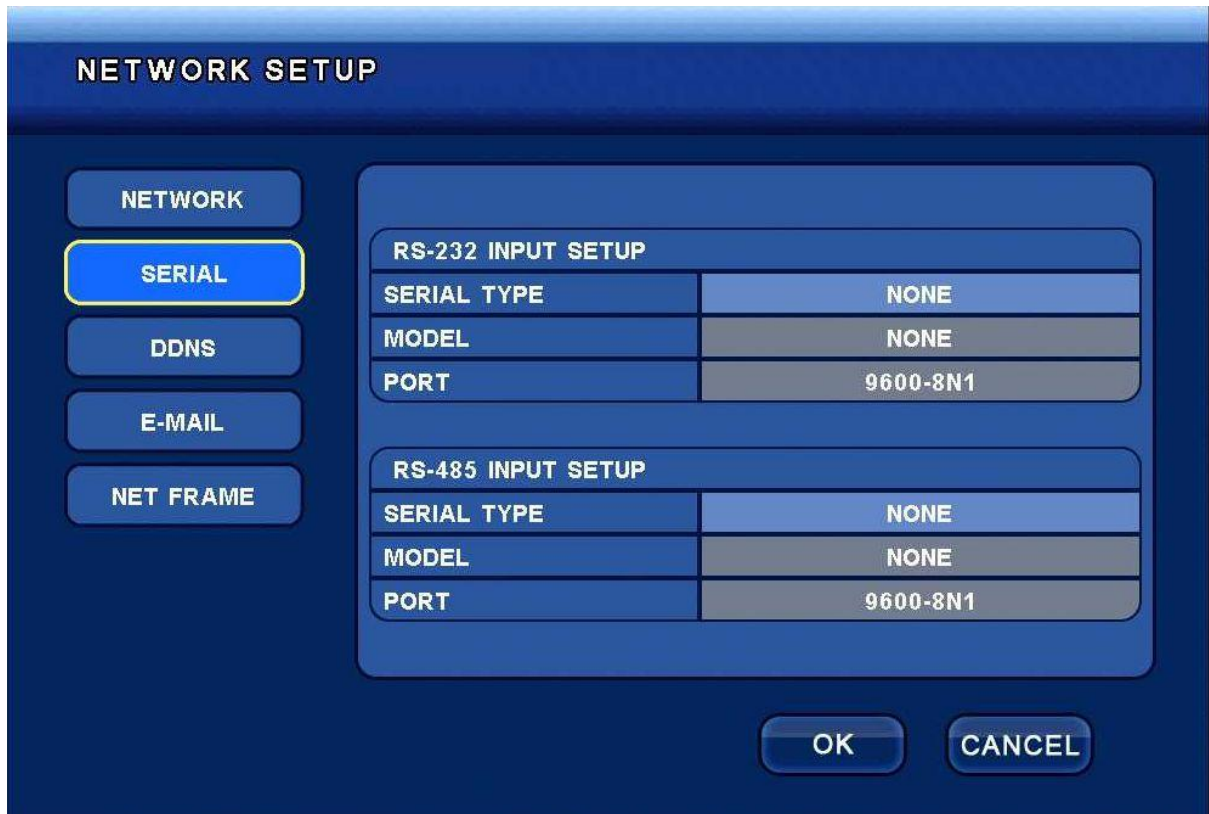 NETWORK SETUP
NETWORK
SERIAL
DDNS
E-MAIL
NET FRAME
RS-232 INPUT SETUP
SERIAL TYPE NONE
MODEL NONE
PORT 9600-8N1
RS-485 INPUT SETUP
SERIAL TYPE NONE
MODEL NONE
PORT 9600-8N1
OK CANCEL